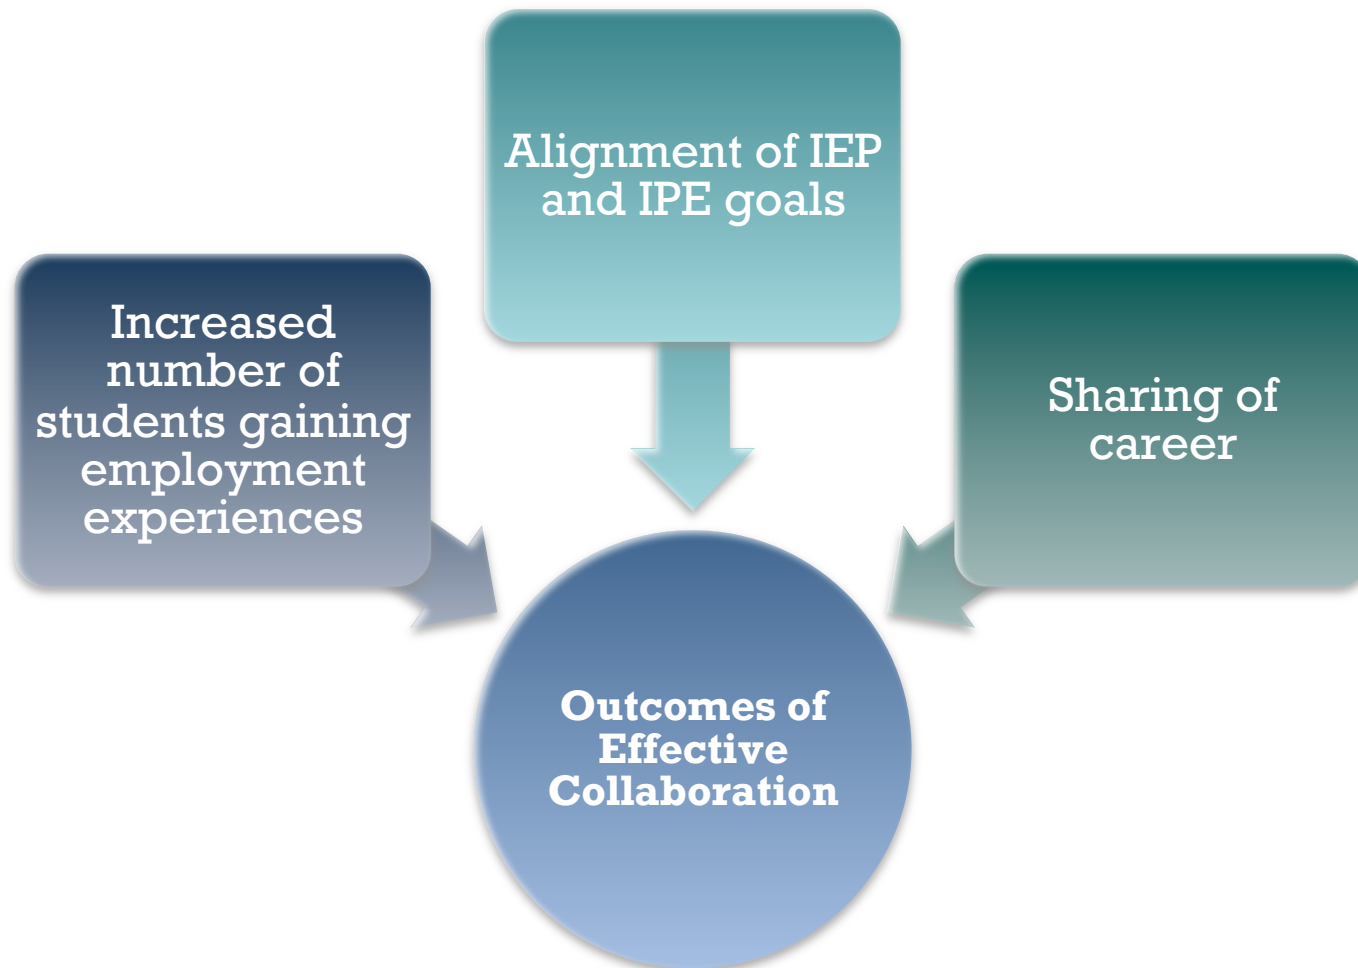 Alignment of IEP
and IPE goals
Increased
number of
students gaining
employment
experiences
Sharing of
career
Outcomes of
Effective
Collaboration